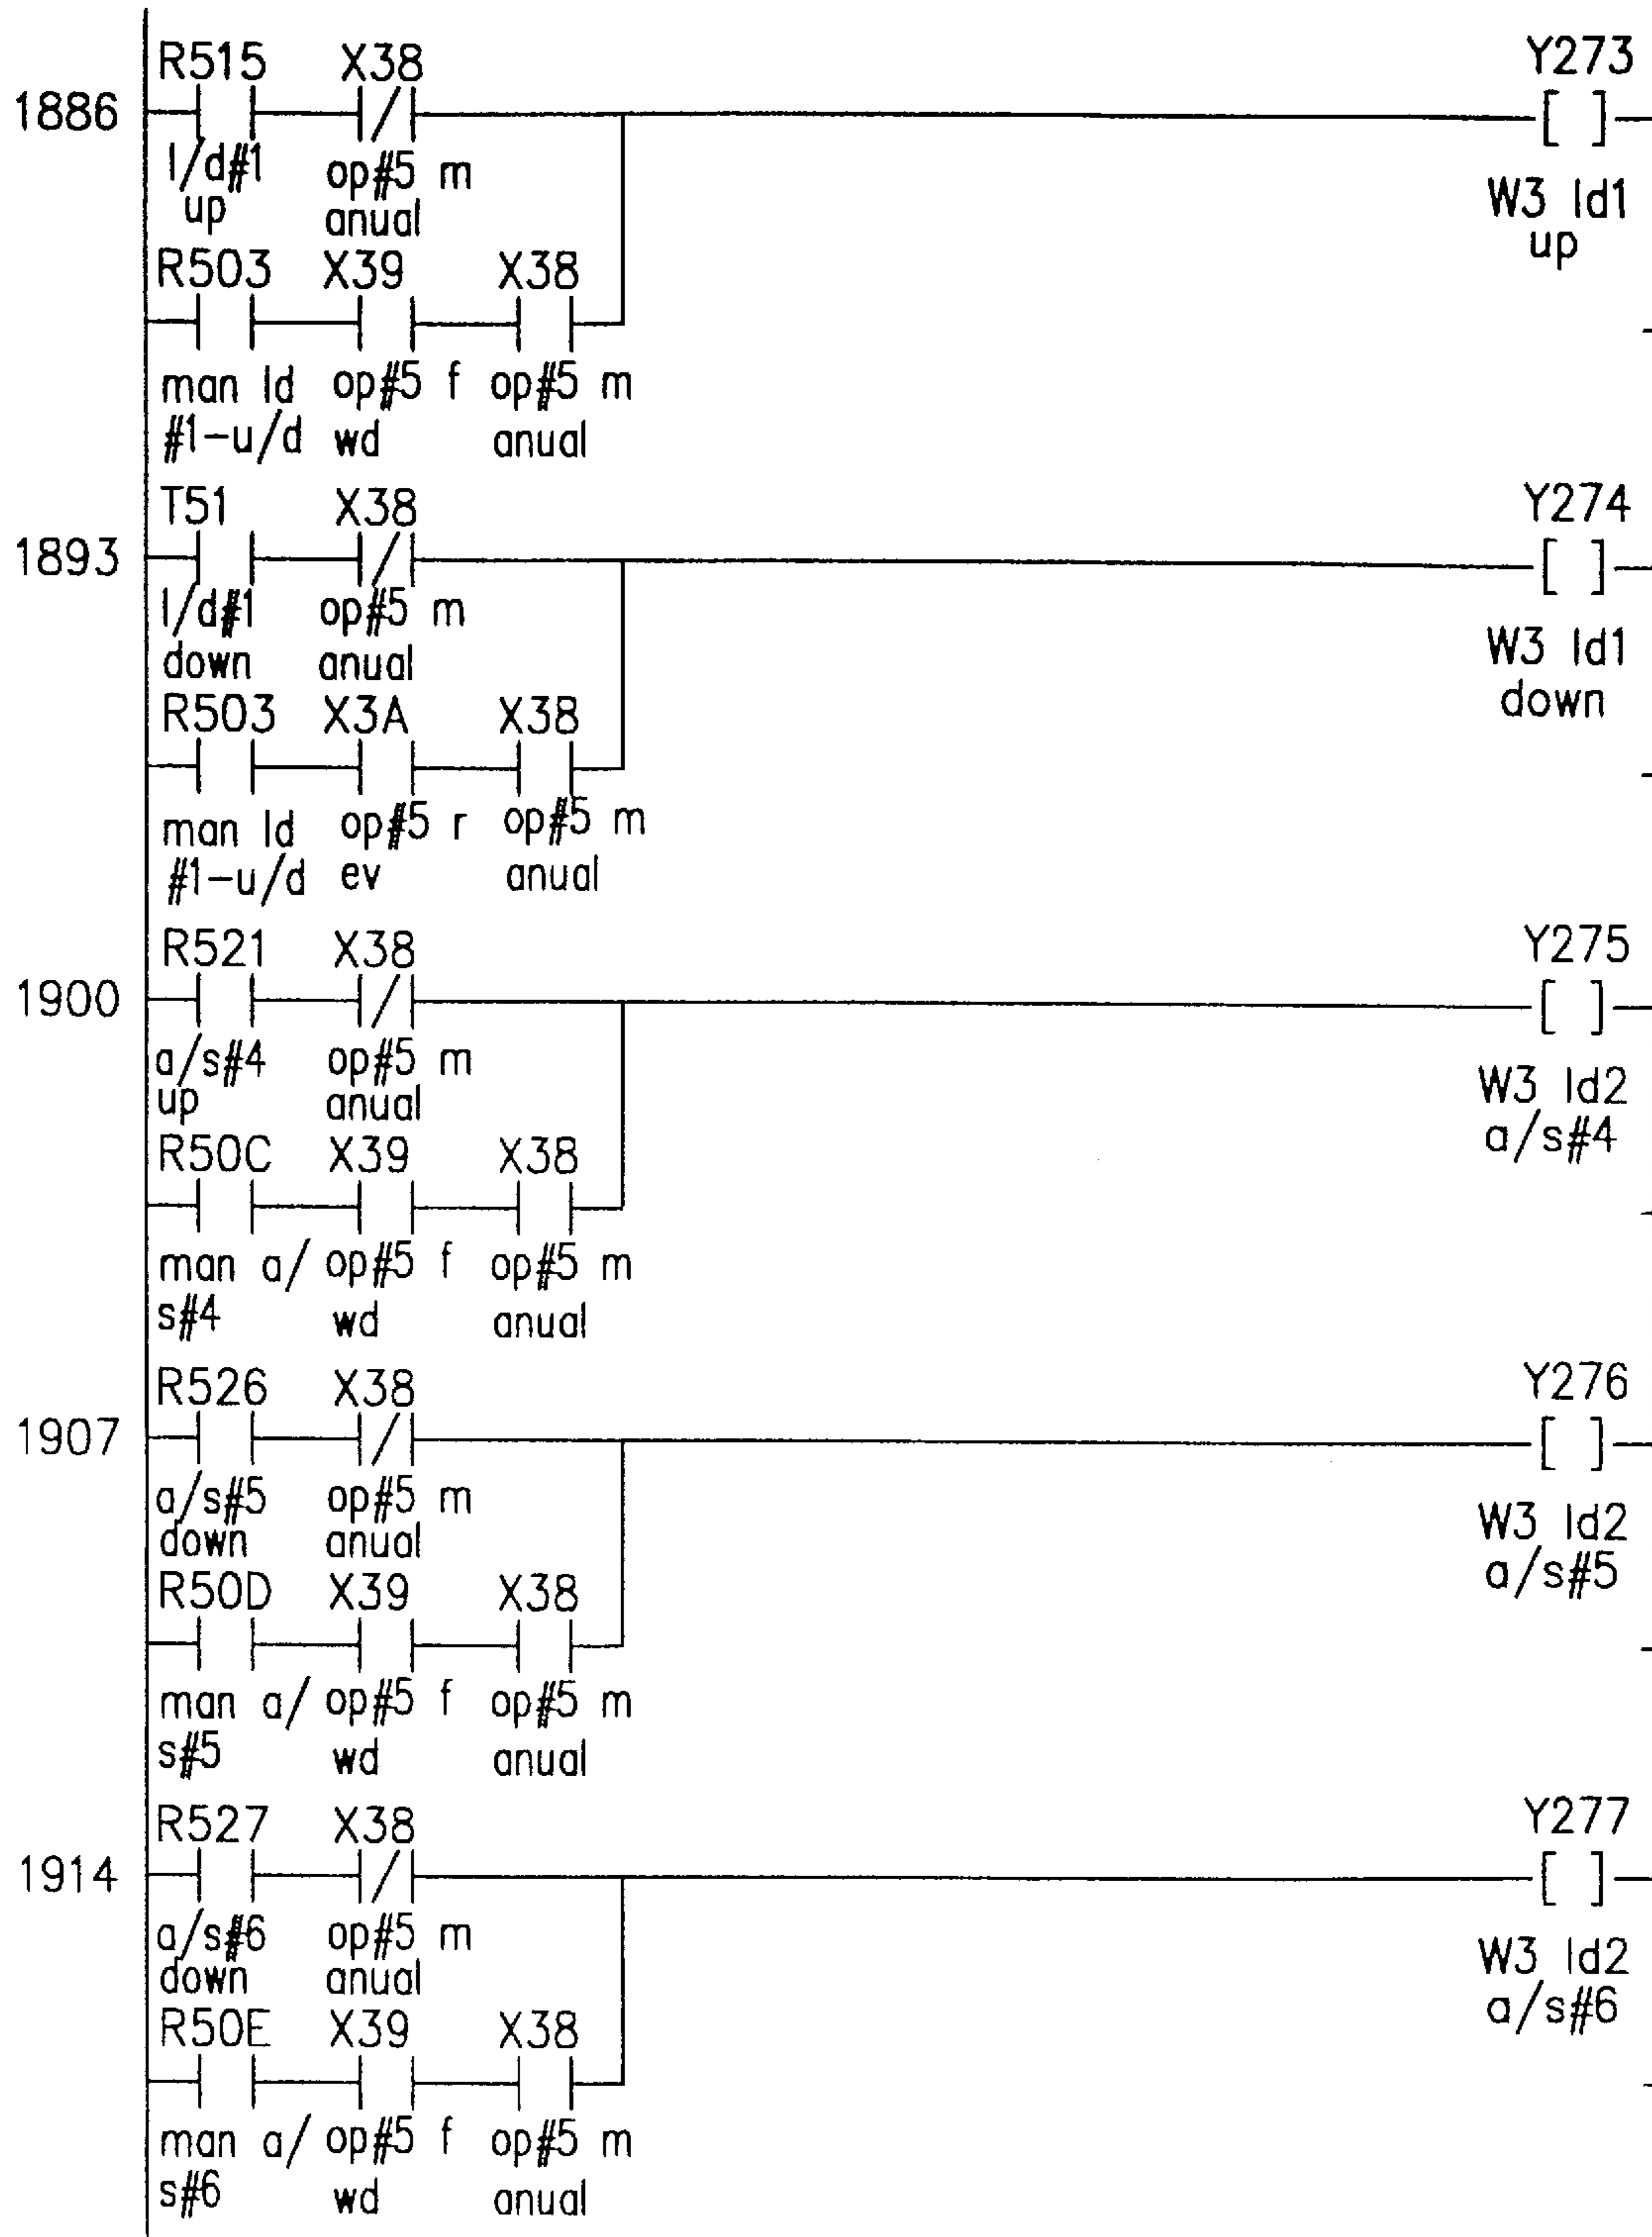 R515 X38 Y273
1886
l/d#1 op#5 m W3 ld1
up anual up
R503 X39 X38
man ld op#5 f op#5 m
#1-u/d wd anual
T51 X38 Y274
1893
l/d#1 op#5 m W3 ld1
down anual down
R503 X3A X38
man ld op#5 r op#5 m
#1-u/d ev anual
R521 X38 Y275
1900
a/s#4 op#5 m W3 ld2
up anual a/s#4
R50C X39 X38
man a/ op#5 f op#5 m
s#4 wd anual
R526 X38 Y276
1907
a/s#5 op#5 m W3 ld2
down anual a/s#5
R50D X39 X38
man a/ op#5 f op#5 m
s#5 wd anual
R527 X38 Y277
1914
a/s#6 op#5 m W3 ld2
down anual a/s#6
R50E X39 X38
man a/ op#5 f op#5 m
s#6 wd anual